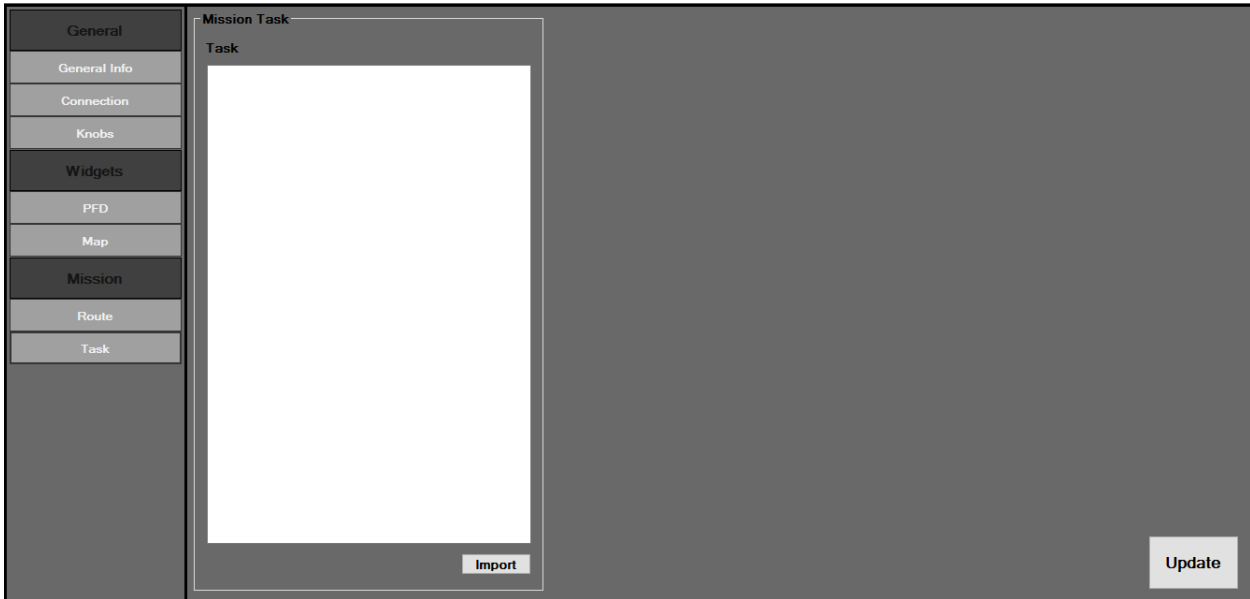 General
General Info
Connection
Knobs
Widgets
PFD
Map
Mission
Route
Task
Mission Task
Task
Import
Update